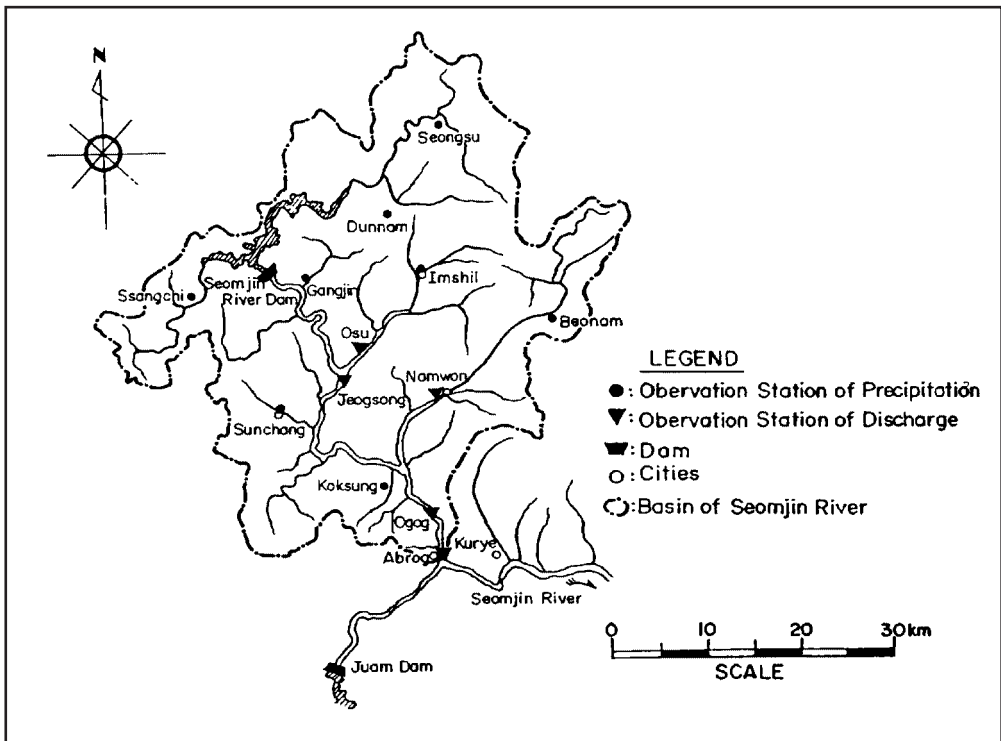 N
Seongsu
Dunnam
Imshil
Seomjin
River Dam
Gangjin
Ssangchi
Beonam
Osu
Namwon
Jeogsong
Sunchang
Koksung
Ogog
Abrog
Kurye
Seomjin River
Juam Dam
LEGEND
: Obervation Station of Precipitation
: Obervation Station of Discharge
: Dam
: Cities
: Basin of Seomjin River
0 10 20 30km
SCALE